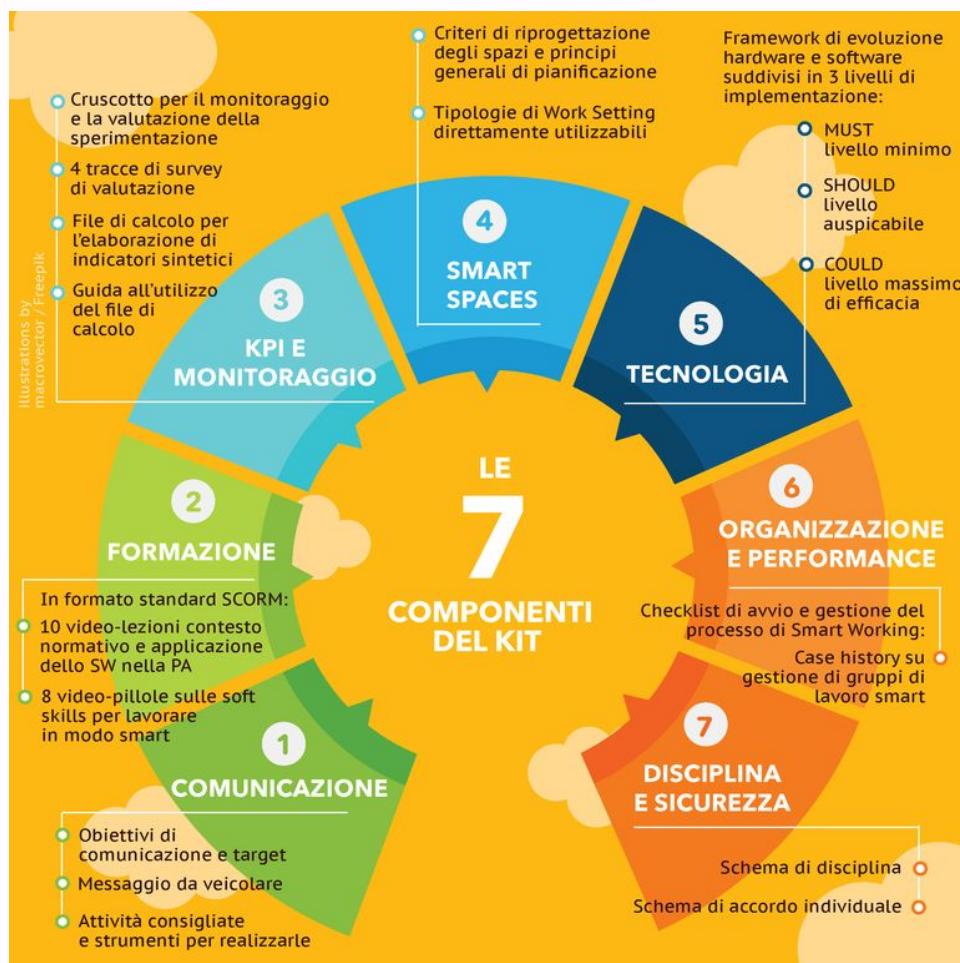 LE
7
COMPONENTI
DEL KIT
1
COMUNICAZIONE
Obiettivi di
comunicazione e target
Messaggio da veicolare
Attività consigliate
e strumenti per realizzarle
2
FORMAZIONE
In formato standard SCORM:
10 video-lezioni contesto
normativo e applicazione
dello SW nella PA
8 video-pillole sulle soft
skills per lavorare
in modo smart
3
KPI E
MONITORAGGIO
Cruscotto per il monitoraggio
e la valutazione della
sperimentazione
4 tracce di survey
di valutazione
File di calcolo per
l'elaborazione di
indicatori sintetici
Guida all'utilizzo
del file di
calcolo
4
SMART
SPACES
Criteri di riprogettazione
degli spazi e principi
generali di pianificazione
Tipologie di Work Setting
direttamente utilizzabili
5
TECNOLOGIA
Framework di evoluzione
hardware e software
suddivisi in 3 livelli di
implementazione:
MUST
livello minimo
SHOULD
livello
auspicabile
COULD
livello massimo
di efficacia
6
ORGANIZZAZIONE
E PERFORMANCE
Checklist di avvio e gestione del
processo di Smart Working:
Case history su
gestione di gruppi di
lavoro smart
7
DISCIPLINA
E SICUREZZA
Schema di disciplina
Schema di accordo individuale
illustrations by
macrovector / Freepik